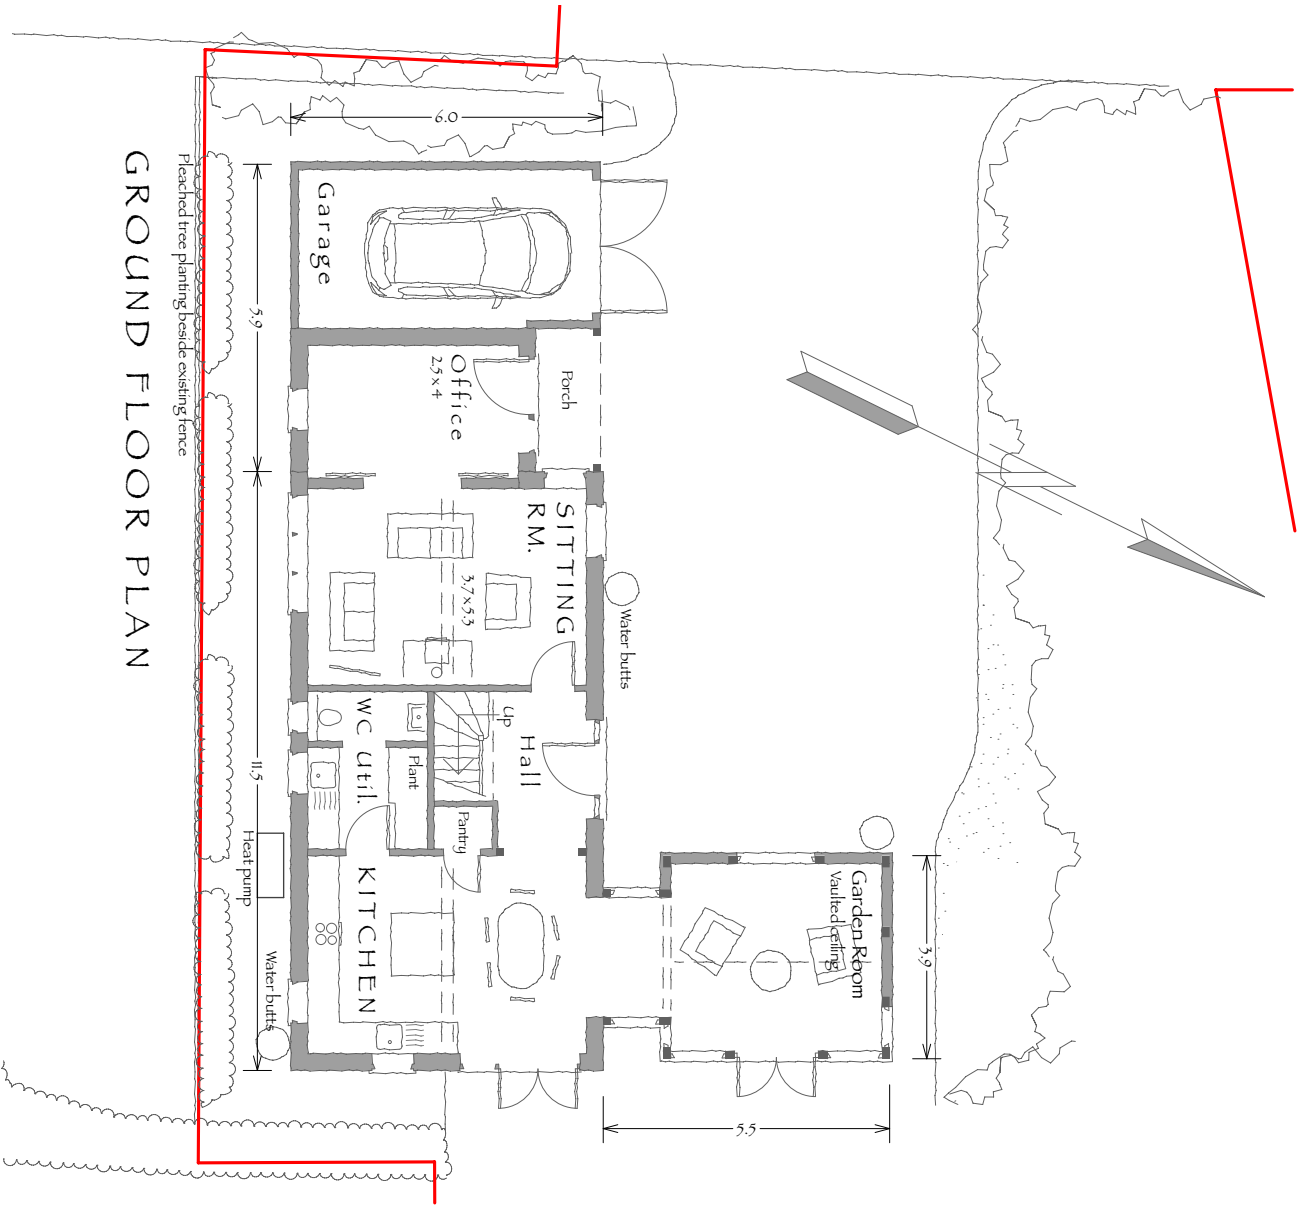 GROUND FLOOR PLAN
Pleached tree planting beside existing fence
6.0
5.9
11.5
Garage
Porch
Office
2.5 x 4
SITTING
RM.
3.7 x 5.3
Water butts
WC
Util.
Plant
Up
Hall
Pantry
KITCHEN
Heat pump
Water butts
Garden Room
Vaulted ceiling
3.9
5.5